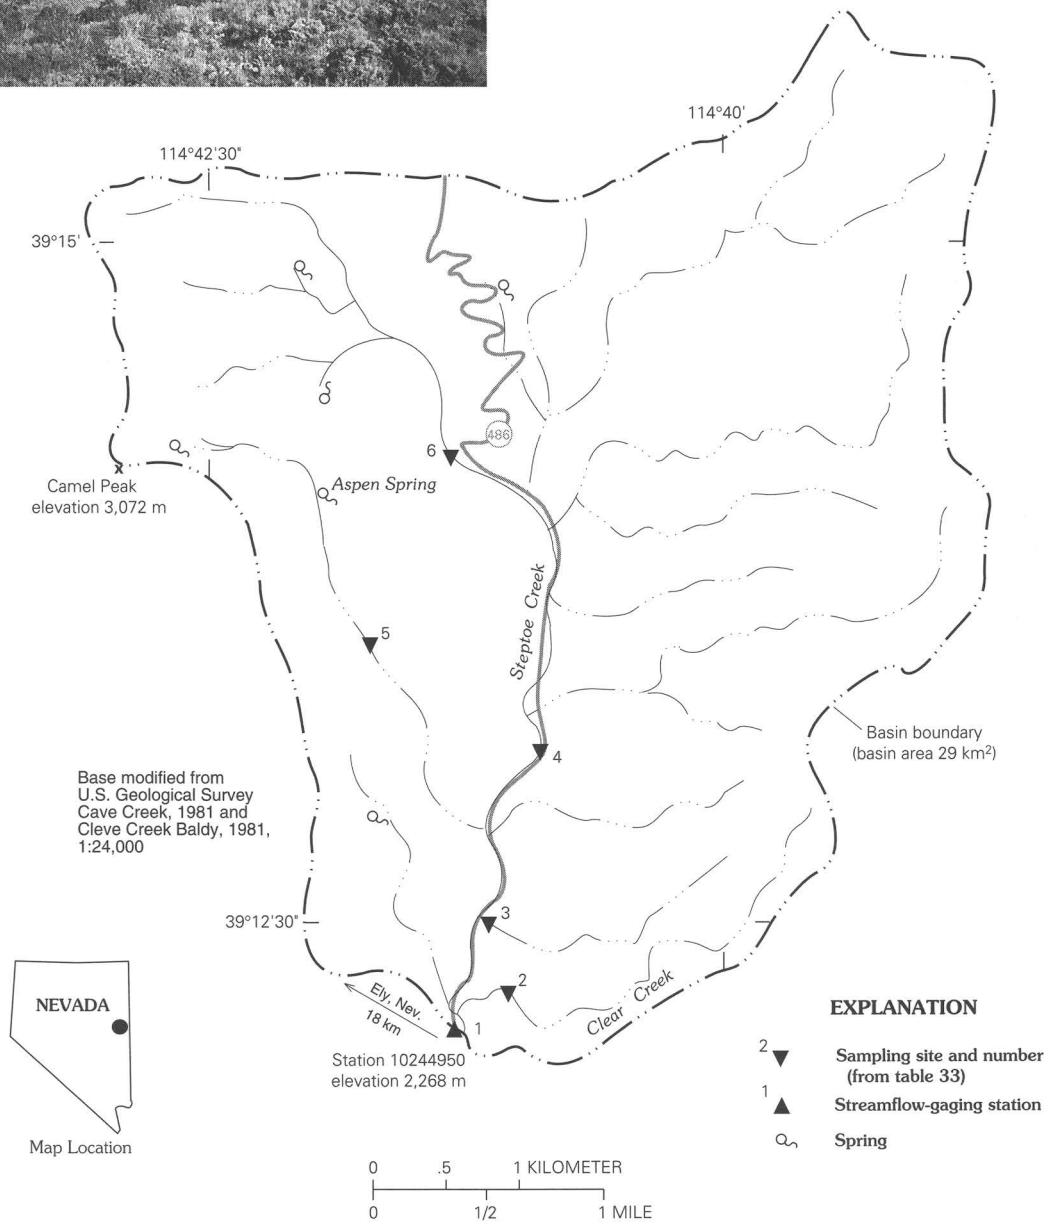 114°40'
114°42'30"
39°15'
486
6
Aspen Spring
Camel Peak
elevation 3,072 m
Steptoe Creek
5
Basin boundary
(basin area 29 km²)
4
Base modified from
U.S. Geological Survey
Cave Creek, 1981 and
Cleve Creek Baldy, 1981,
1:24,000
3
39°12'30"
2
Clear Creek
Ely, Nev.
18 km
1
Station 10244950
elevation 2,268 m
NEVADA
Map Location
EXPLANATION
2
Sampling site and number
(from table 33)
1
Streamflow-gaging station
Spring
0 .5 1 KILOMETER
0 1/2 1 MILE